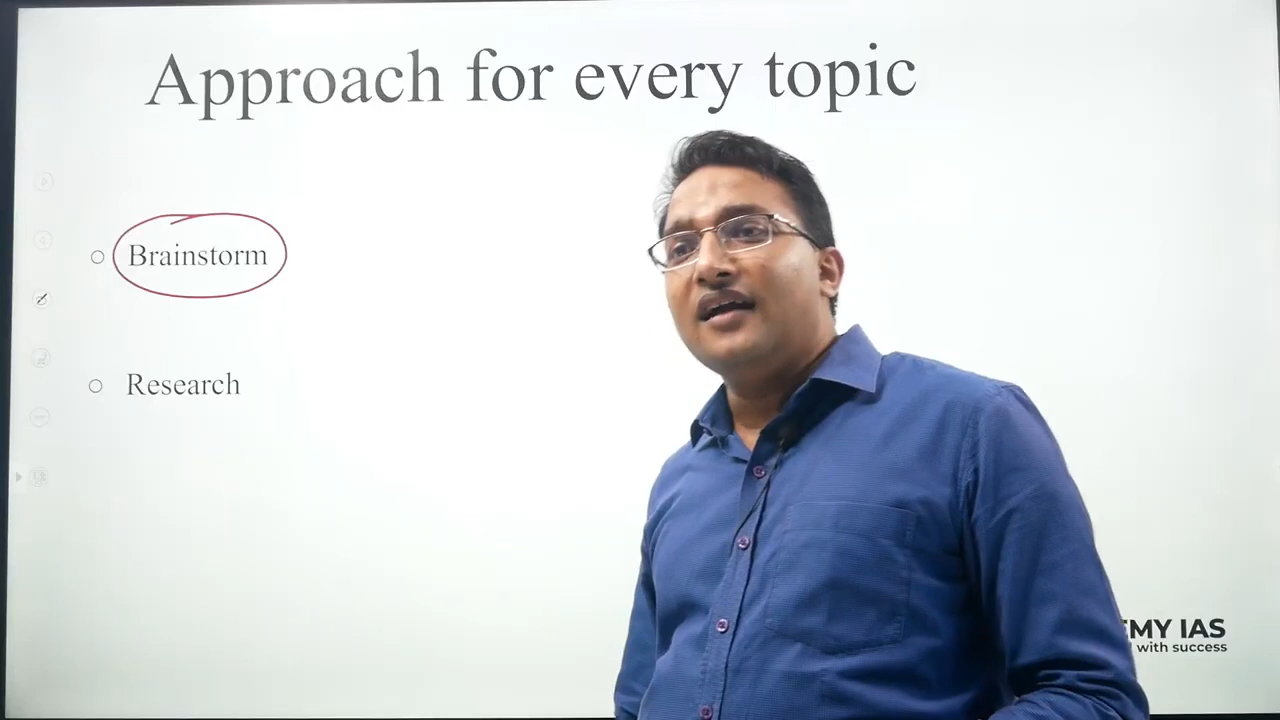 Approach for every topic
Brainstorm
Research
EMY IAS
with success